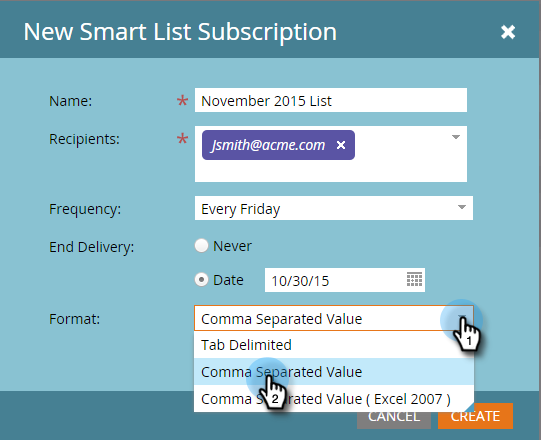 New Smart List Subscription
Name: * November 2015 List
Recipients: * Jsmith@acme.com x
Frequency: Every Friday
End Delivery: Never
Date 10/30/15
Format: Comma Separated Value
1
Tab Delimited
Comma Separated Value
2
Comma Separated Value ( Excel 2007 )
CANCEL CREATE